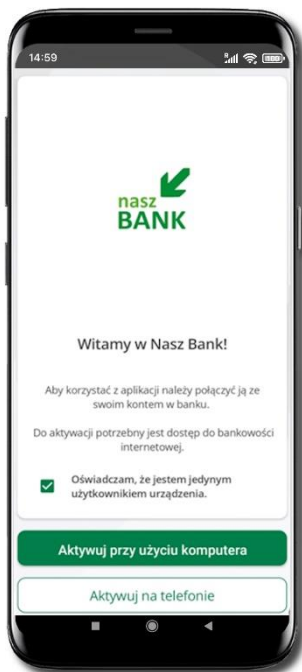 14:59
nasz
BANK
Witamy w Nasz Bank!
Aby korzystać z aplikacji należy połączyć ją ze
swoim kontem w banku.
Do aktywacji potrzebny jest dostęp do bankowości
internetowej.
Oświadczam, że jestem jedynym
użytkownikiem urządzenia.
Aktywuj przy użyciu komputera
Aktywuj na telefonie